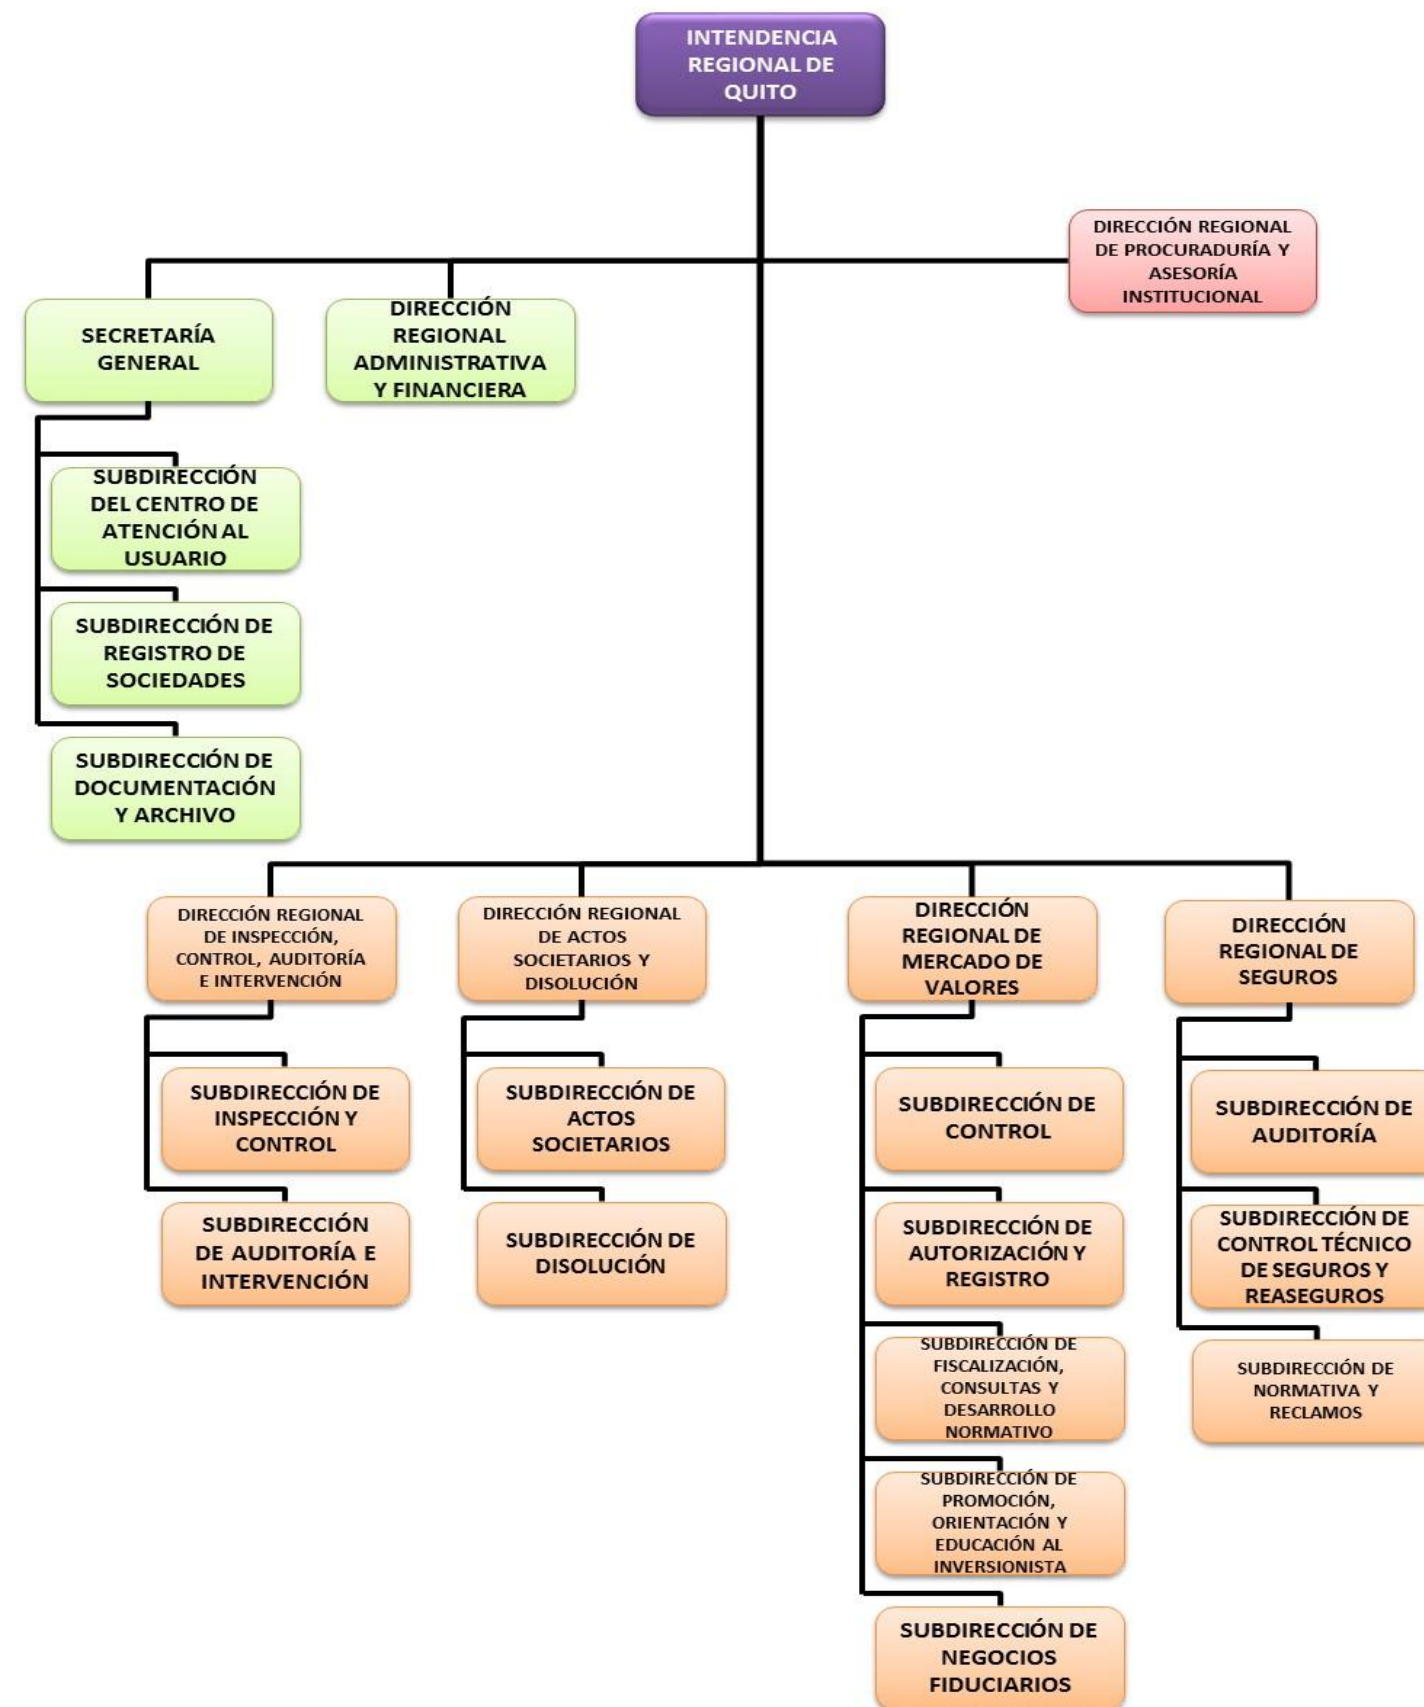 INTENDENCIA
REGIONAL DE
QUITO
DIRECCIÓN REGIONAL
DE PROCURADURÍA Y
ASESORÍA
INSTITUCIONAL
SECRETARÍA
GENERAL
DIRECCIÓN
REGIONAL
ADMINISTRATIVA
Y FINANCIERA
SUBDIRECCIÓN
DEL CENTRO DE
ATENCIÓN AL
USUARIO
SUBDIRECCIÓN DE
REGISTRO DE
SOCIEDADES
SUBDIRECCIÓN DE
DOCUMENTACIÓN
Y ARCHIVO
DIRECCIÓN REGIONAL
DE INSPECCIÓN,
CONTROL, AUDITORÍA
E INTERVENCIÓN
SUBDIRECCIÓN DE
INSPECCIÓN Y
CONTROL
SUBDIRECCIÓN
DE AUDITORÍA E
INTERVENCIÓN
DIRECCIÓN REGIONAL
DE ACTOS
SOCIETARIOS Y
DISOLUCIÓN
SUBDIRECCIÓN DE
ACTOS
SOCIETARIOS
SUBDIRECCIÓN DE
DISOLUCIÓN
DIRECCIÓN
REGIONAL DE
MERCADO DE
VALORES
SUBDIRECCIÓN DE
CONTROL
SUBDIRECCIÓN DE
AUTORIZACIÓN Y
REGISTRO
SUBDIRECCIÓN DE
FISCALIZACIÓN,
CONSULTAS Y
DESARROLLO
NORMATIVO
SUBDIRECCIÓN DE
PROMOCIÓN,
ORIENTACIÓN Y
EDUCACIÓN AL
INVERSIONISTA
SUBDIRECCIÓN DE
NEGOCIOS
FIDUCIARIOS
DIRECCIÓN
REGIONAL DE
SEGUROS
SUBDIRECCIÓN DE
AUDITORÍA
SUBDIRECCIÓN DE
CONTROL TÉCNICO
DE SEGUROS Y
REASEGUROS
SUBDIRECCIÓN DE
NORMATIVA Y
RECLAMOS